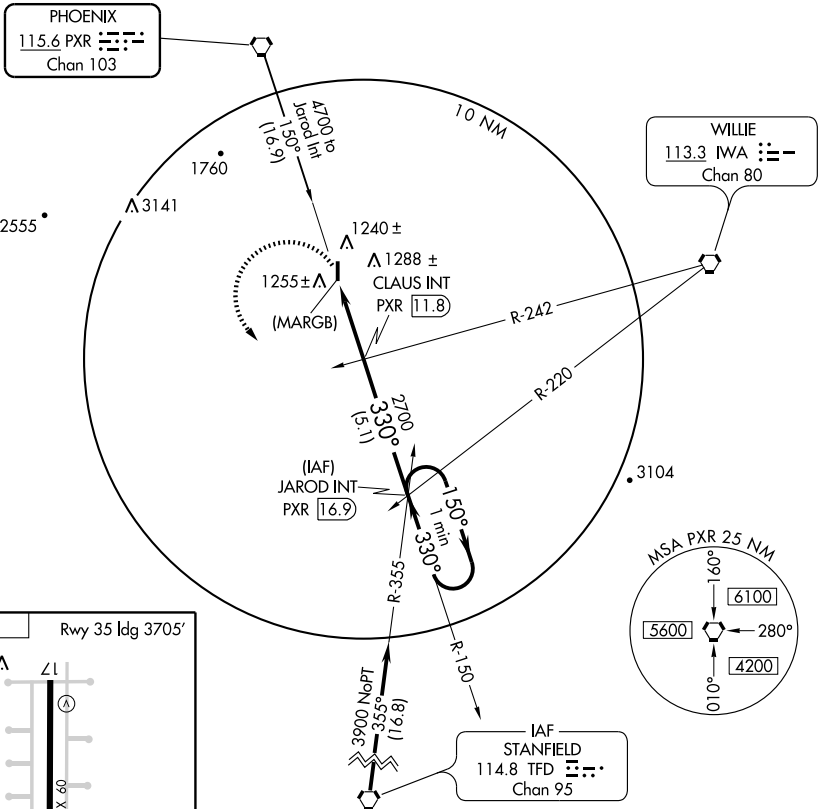 PHOENIX
115.6 PXR
Chan 103
4700 to
Jarod Int
150°
(16.9)
10 NM
WILLIE
113.3 IWA
Chan 80
1760
3141
2555
1240 ±
1288 ±
1255 ±
CLAUS INT
PXR 11.8
(MARGB)
R-242
R-220
2700
330°
(5.1)
(IAF)
JAROD INT
PXR 16.9
150°
1 min
330°
3104
R-355
R-150
MSA PXR 25 NM
160°
6100
5600
280°
4200
010°
3900 NoPT
355°
(16.8)
IAF
STANFIELD
114.8 TFD
Chan 95
Rwy 35 ldg 3705'
17
X 60